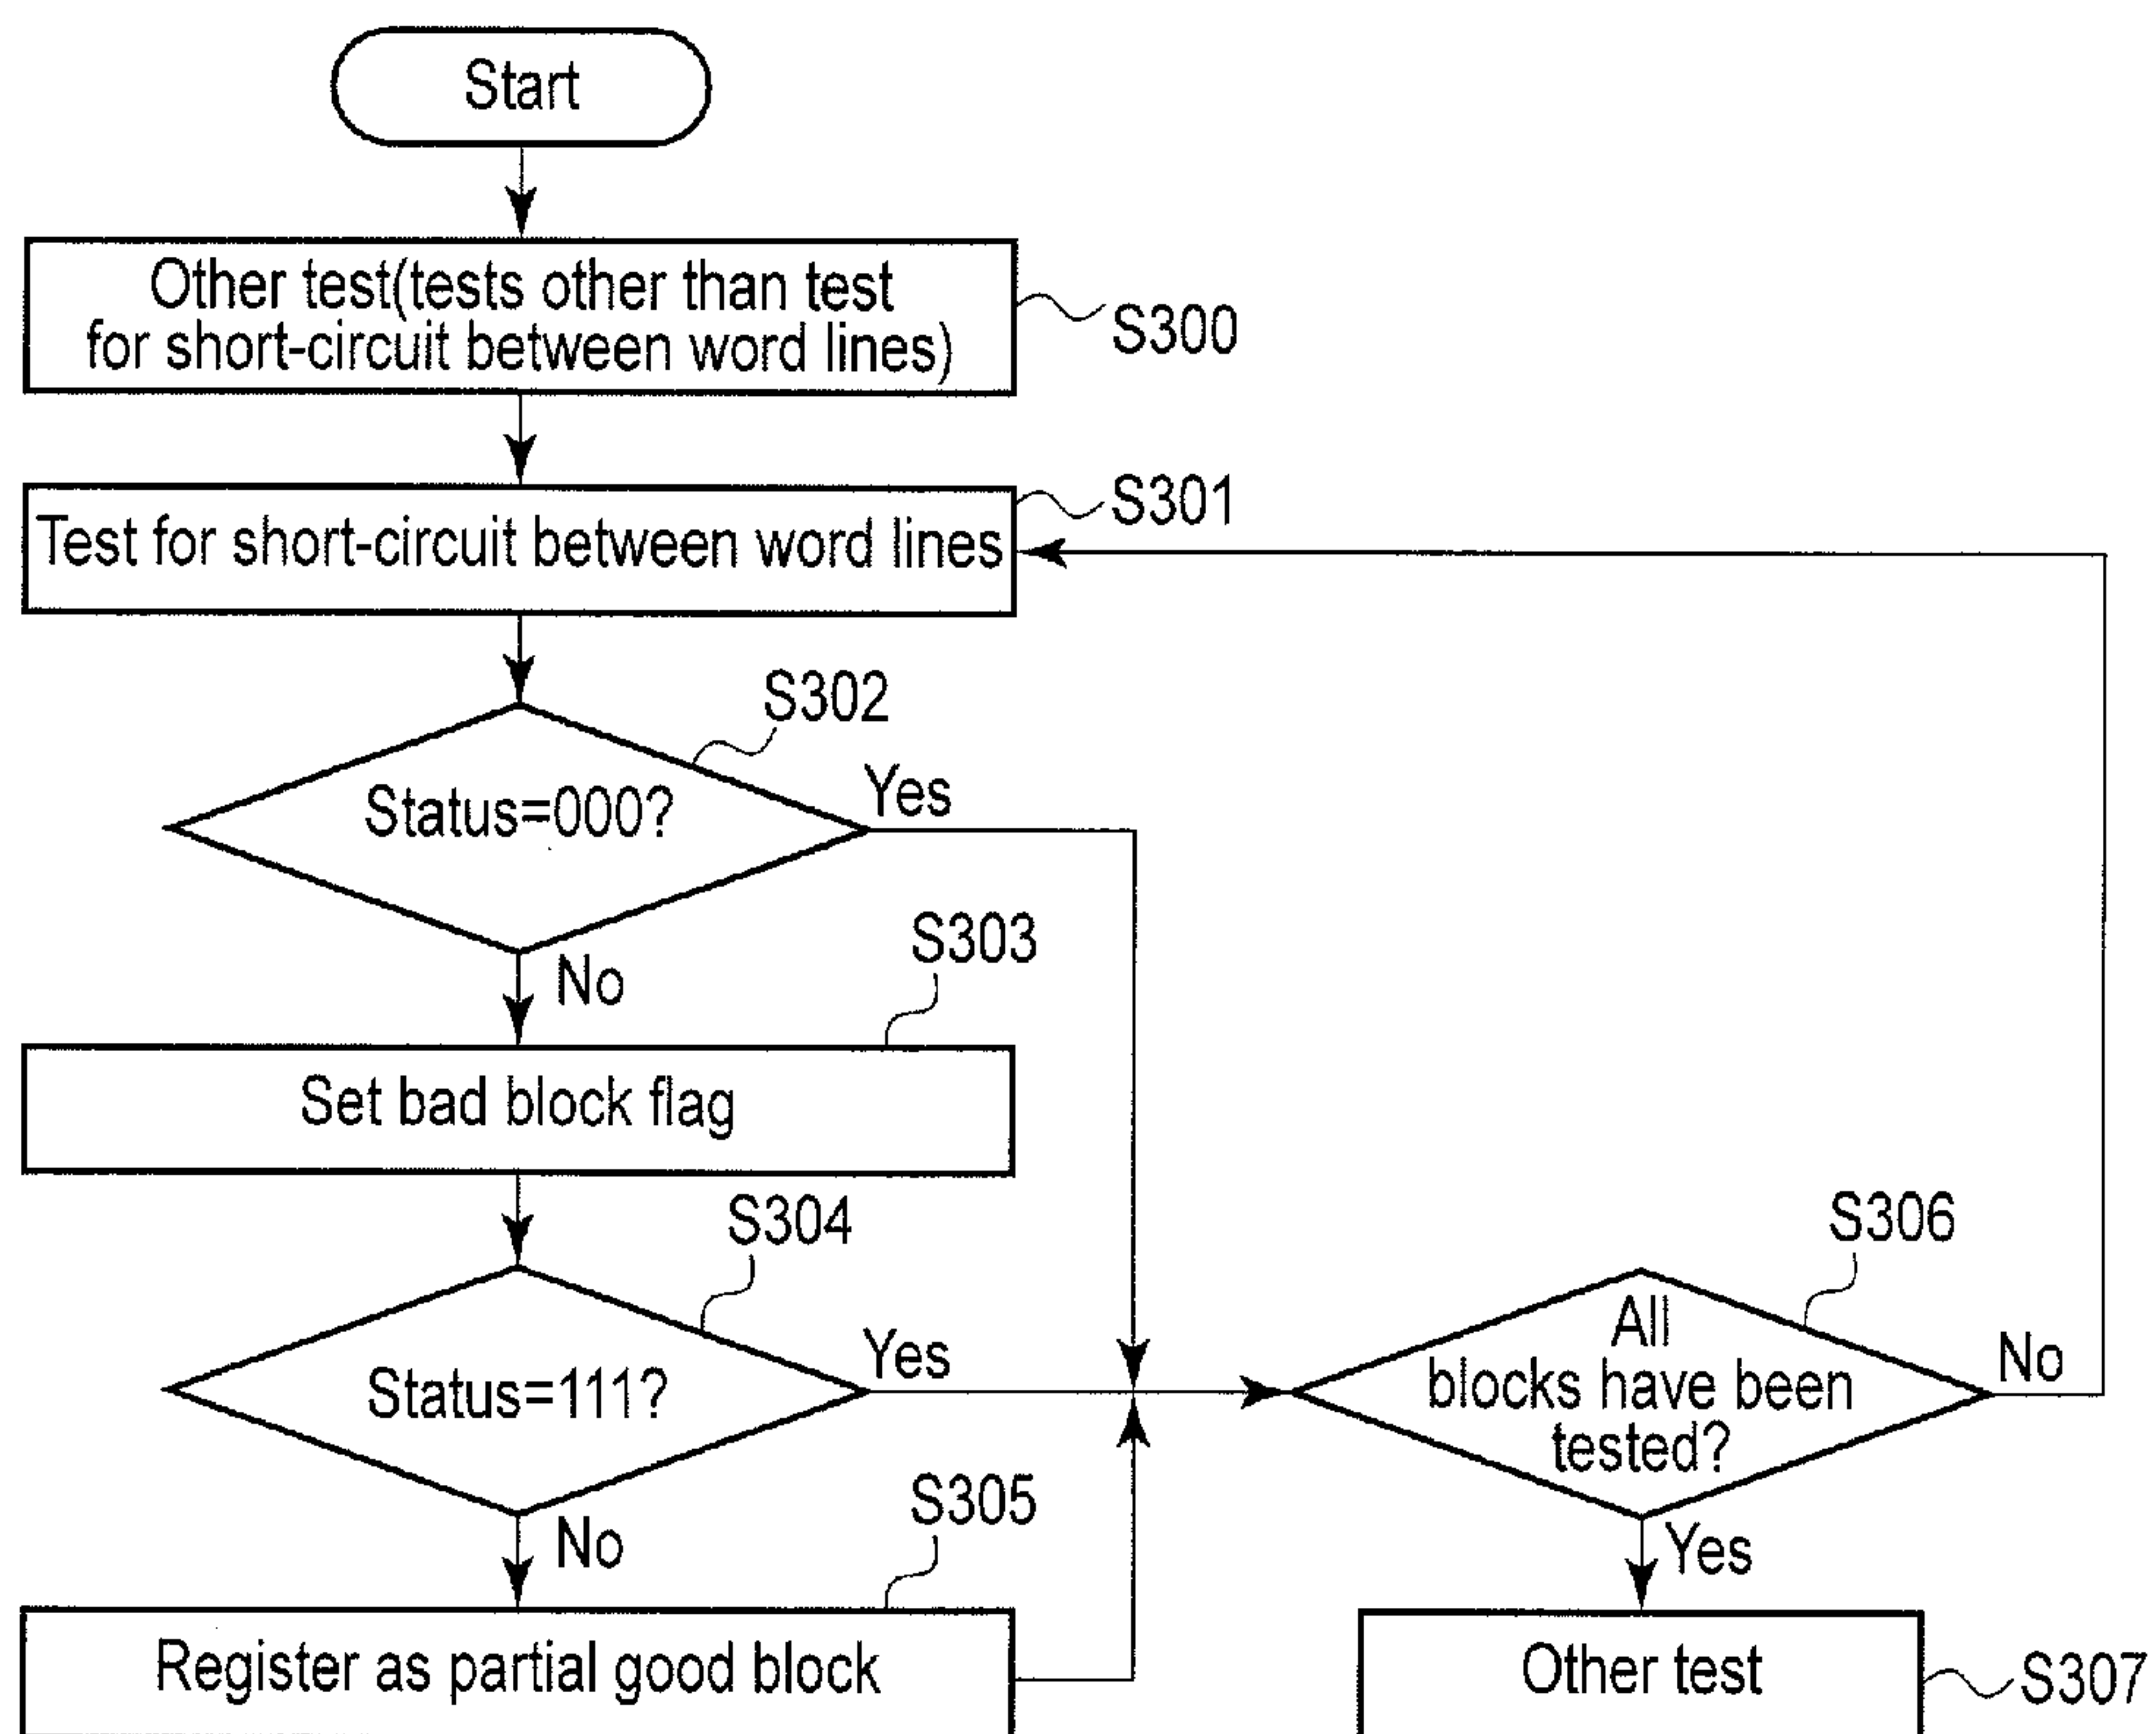 Start
Other test(tests other than test
for short-circuit between word lines)
S300
Test for short-circuit between word lines
S301
S302
Status=000?
Yes
No
S303
Set bad block flag
S304
Status=111?
Yes
No
S305
Register as partial good block
S306
All
blocks have been
tested?
No
Yes
Other test
S307